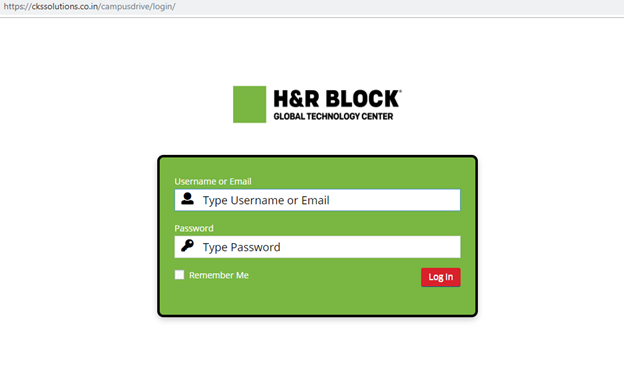 https://ckssolutions.co.in/campusdrive/login/
H&R BLOCK®
GLOBAL TECHNOLOGY CENTER
Username or Email
Type Username or Email
Password
Type Password
Remember Me
Log In